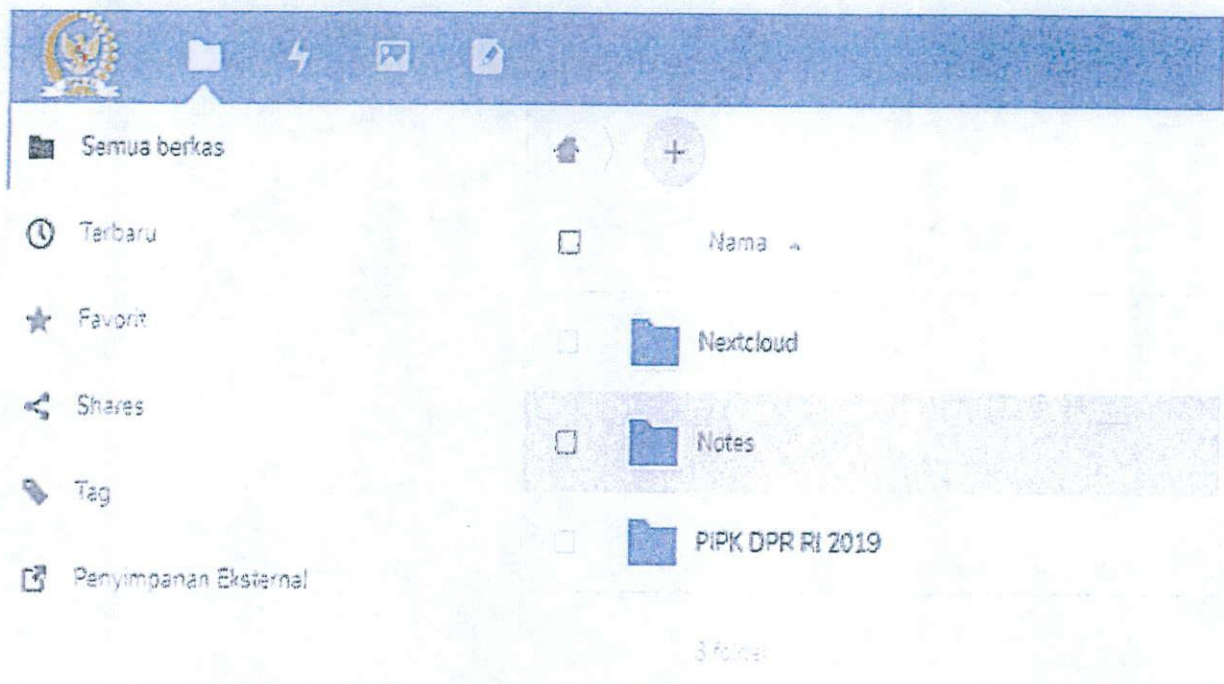 Semua berkas
Terbaru
Favorit
Shares
Tag
Penyimpanan Eksternal
+
Nama
Nextcloud
Notes
PIPK DPR RI 2019
3 folder